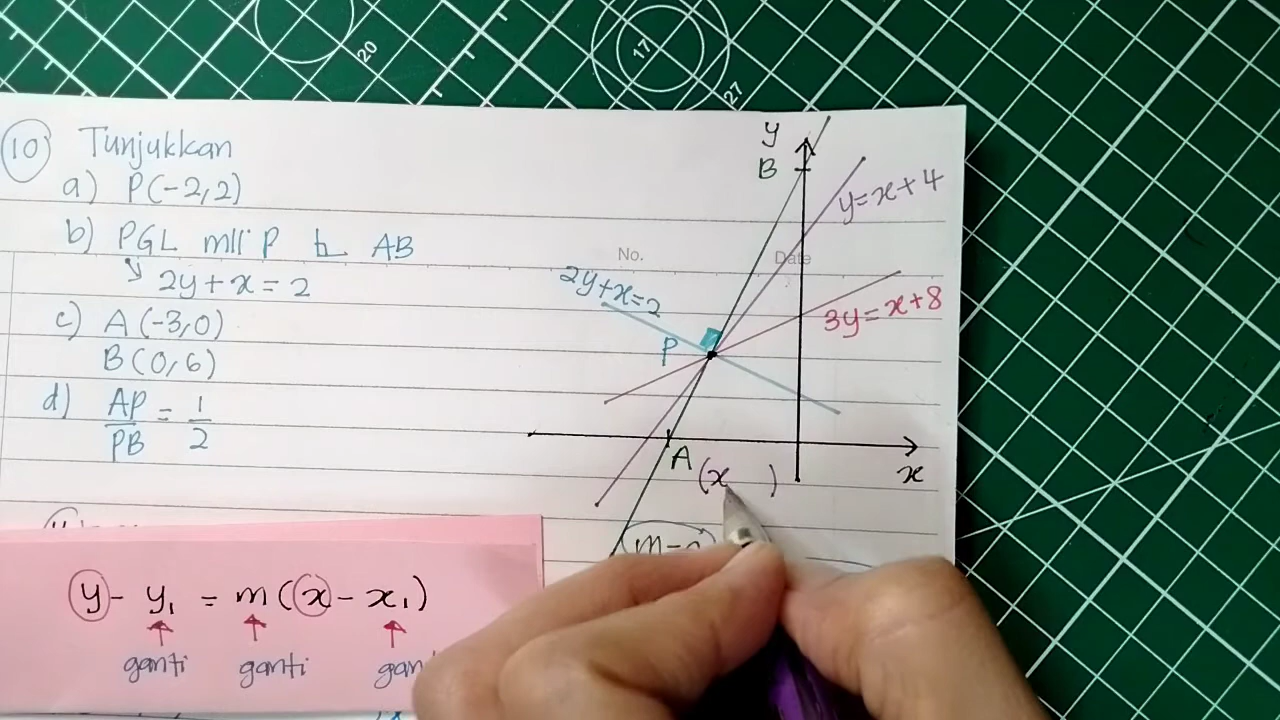 20
17
27
10 Tunjukkan
a) P(-2,2)
b) PGL mll P ⊾ AB
2y+x=2
c) A(-3,0)
B(0,6)
d) AP/PB = 1/2
No.
Date
y
B
y=x+4
2y+x=2
3y=x+8
P
A (x )
x
y - y₁ = m(x - x₁)
ganti
ganti